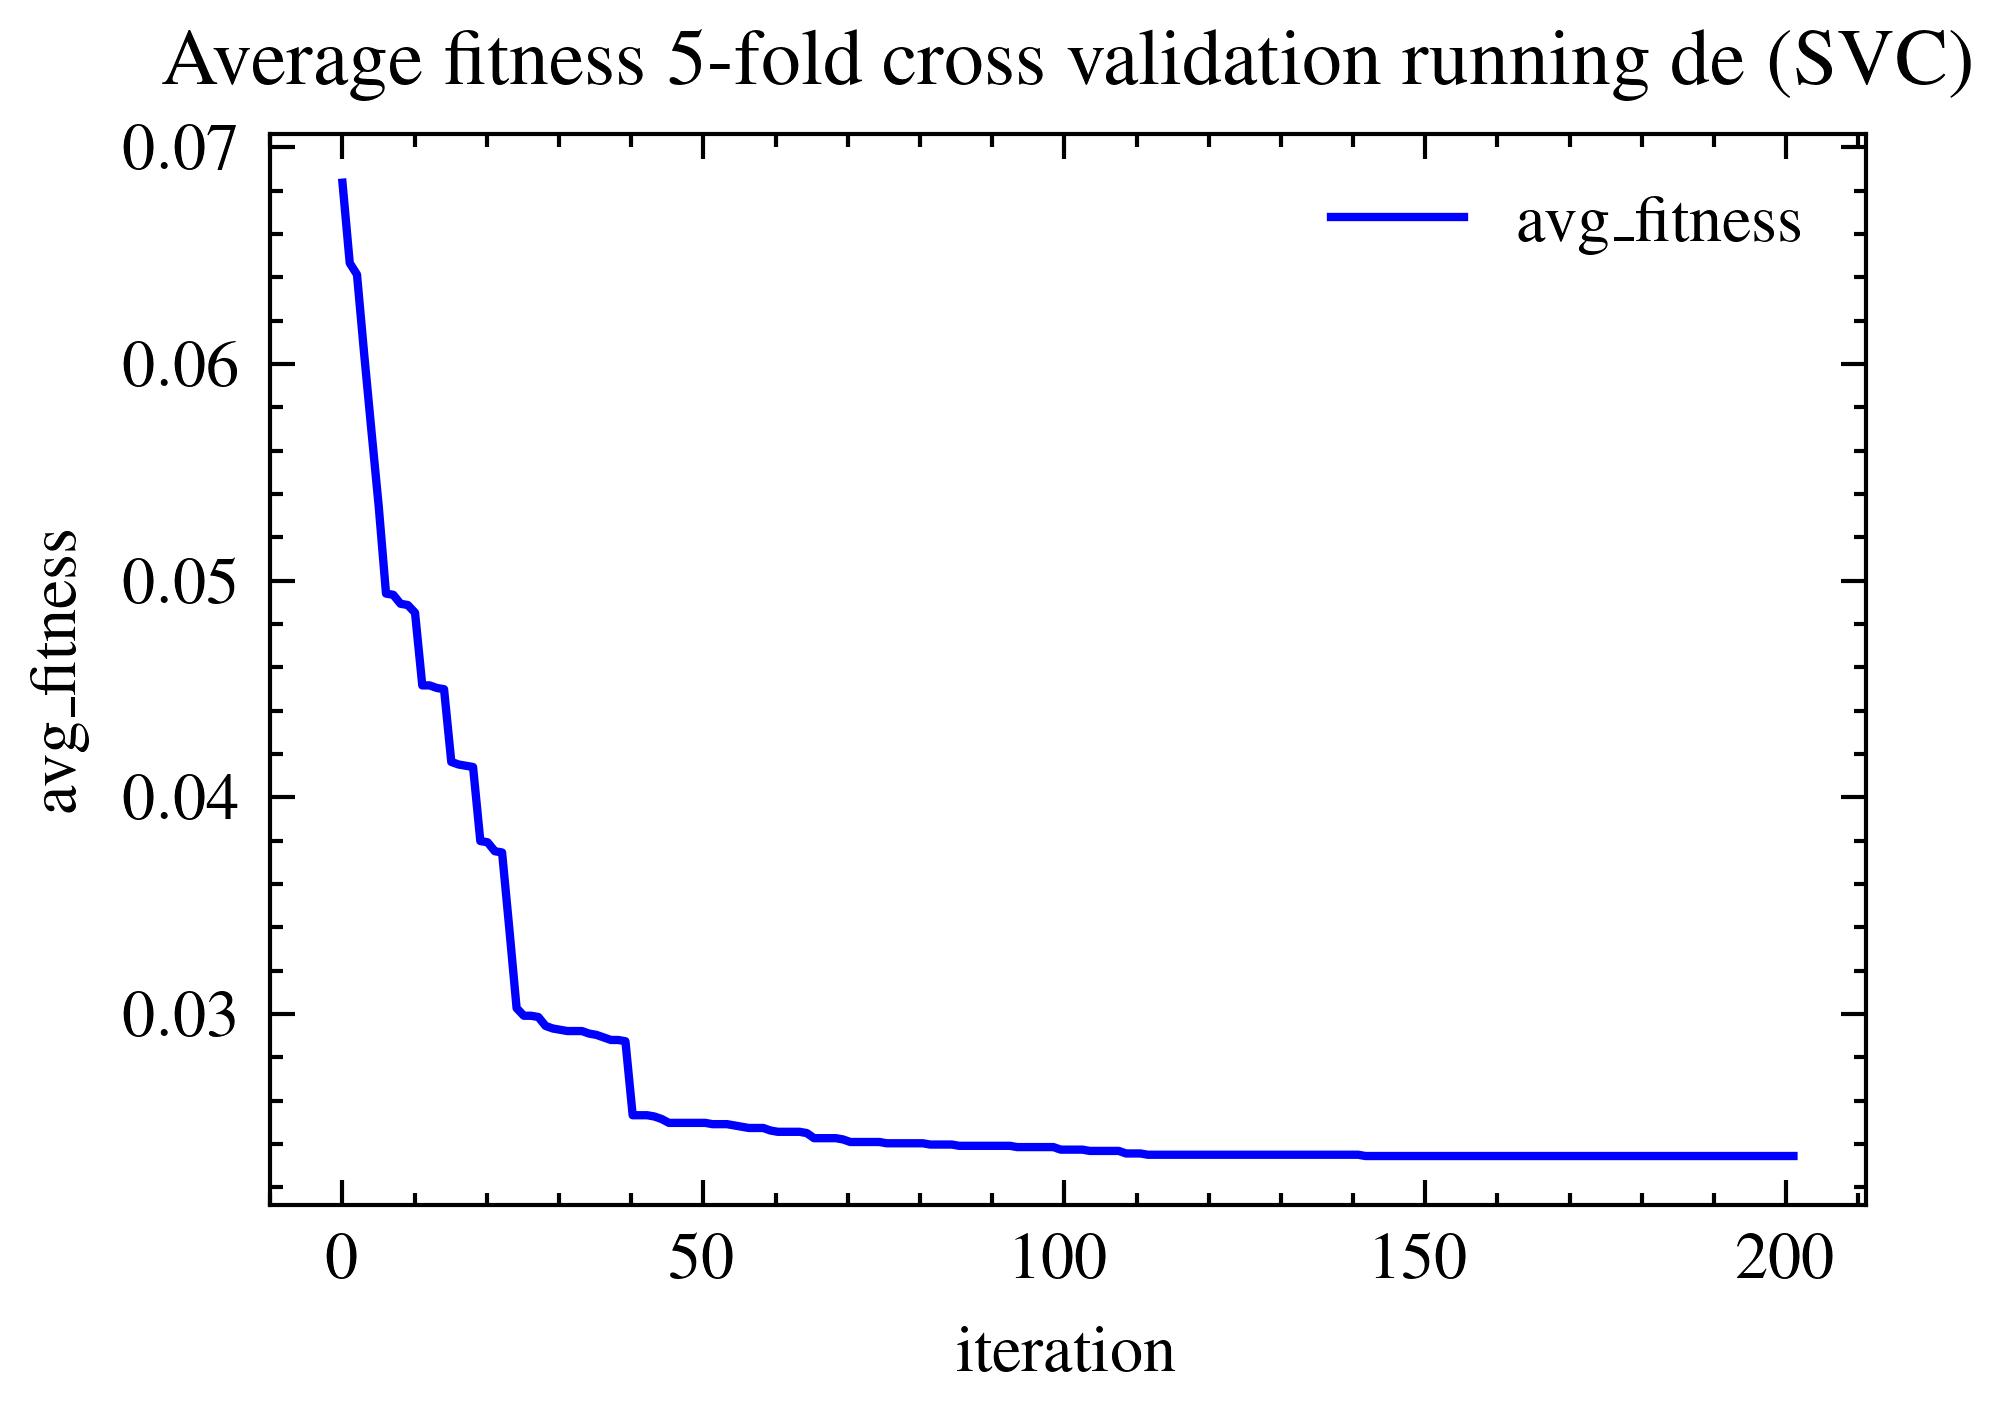 Average fitness 5-fold cross validation running de (SVC)
avg_fitness
0.07
0.06
0.05
0.04
0.03
avg_fitness
0 50 100 150 200
iteration